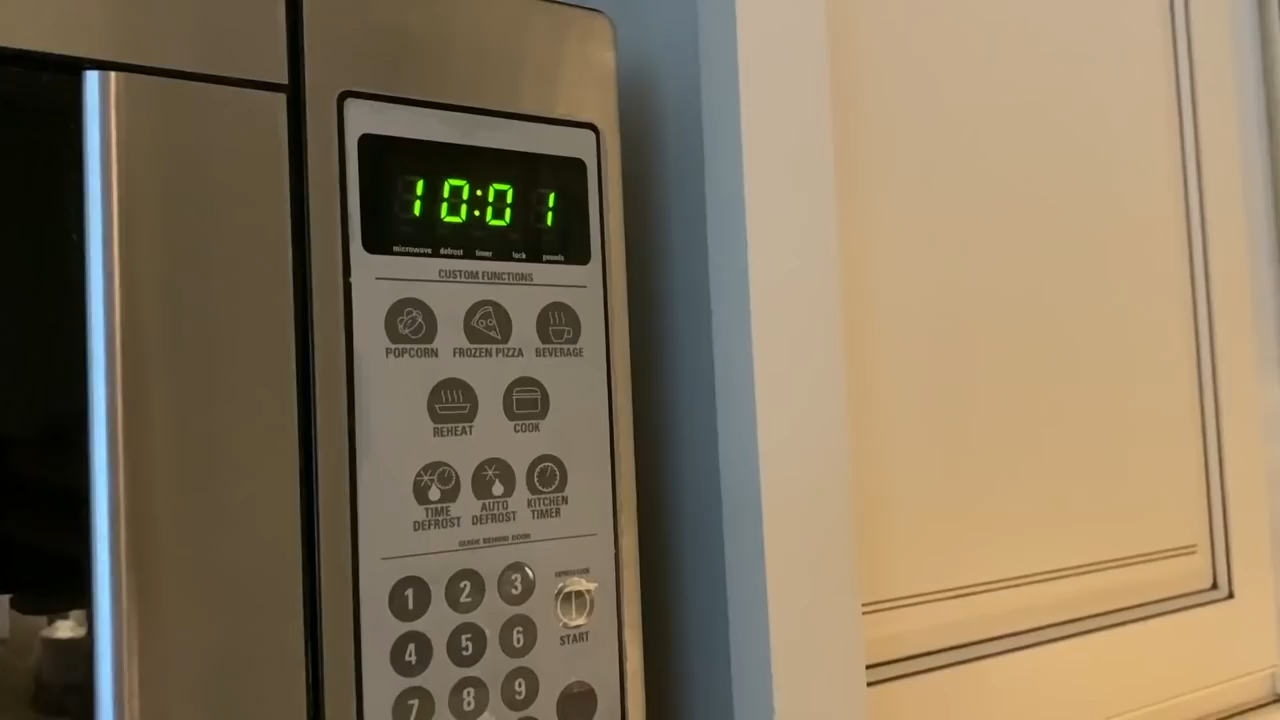 10:01
microwave defrost timer lock pounds
CUSTOM FUNCTIONS
POPCORN FROZEN PIZZA BEVERAGE
REHEAT COOK
TIME DEFROST AUTO DEFROST KITCHEN TIMER
GUIDE BEHIND DOOR
1 2 3
START
4 5 6
7 8 9